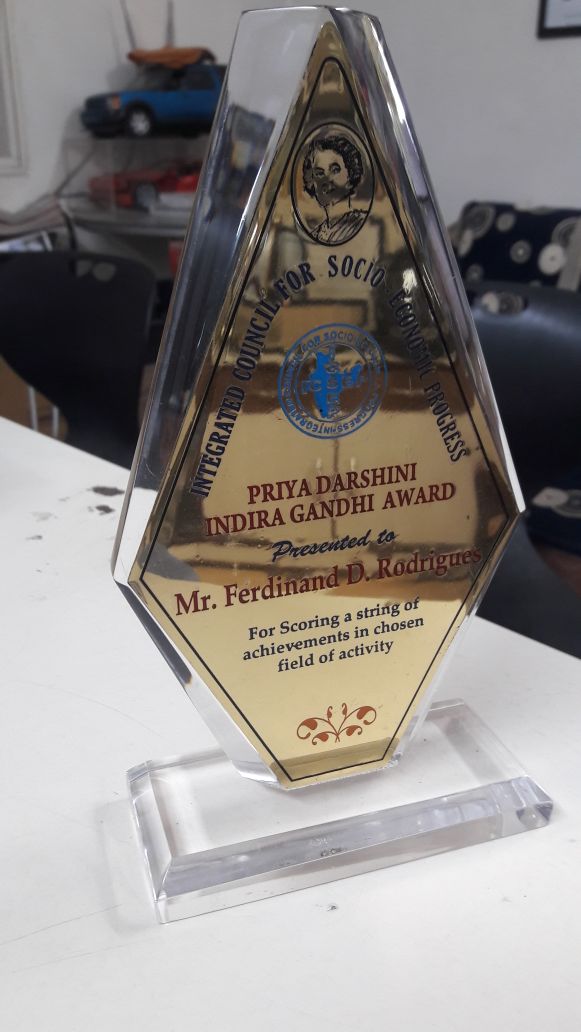 INTEGRATED COUNCIL FOR SOCIO-ECONOMIC PROGRESS
PRIYA DARSHINI
INDIRA GANDHI AWARD
Presented to
Mr. Ferdinand D. Rodrigues
For Scoring a string of
achievements in chosen
field of activity